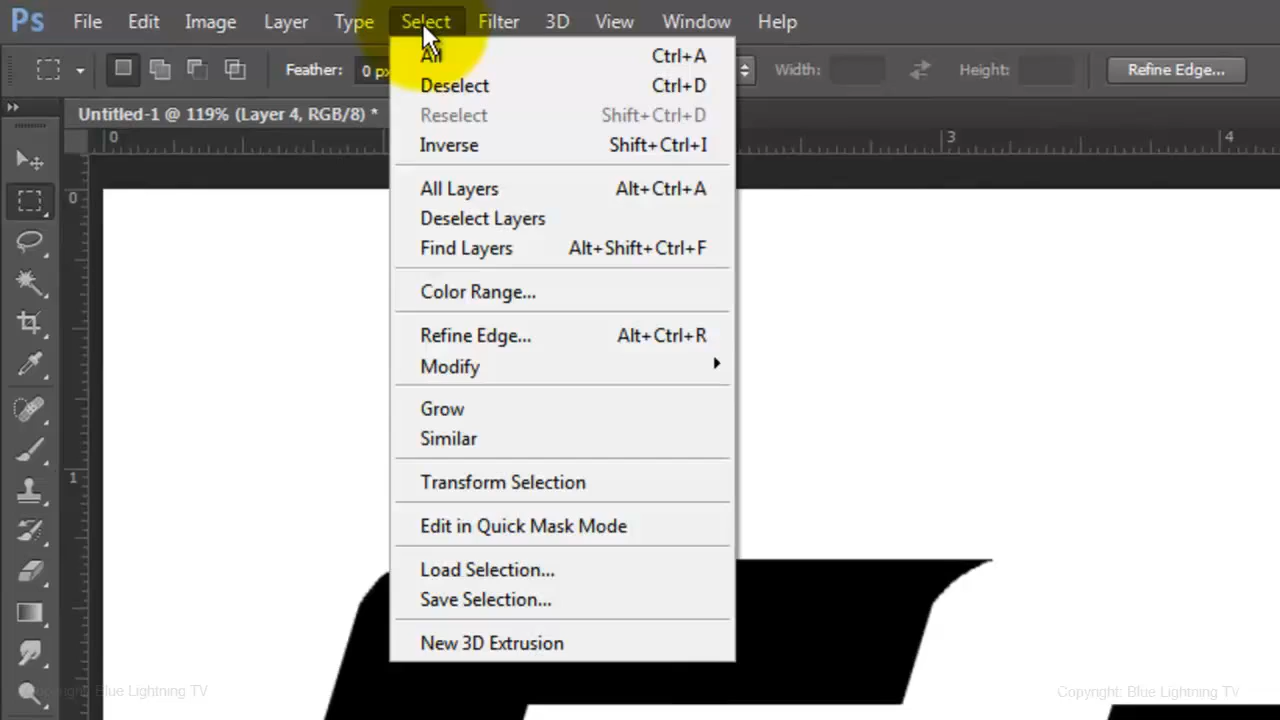 Ps File Edit Image Layer Type Select Filter 3D View Window Help
Feather: 0 px Width: Height: Refine Edge...
Untitled-1 @ 119% (Layer 4, RGB/8) *
0 3 4
0
1
All Ctrl+A
Deselect Ctrl+D
Reselect Shift+Ctrl+D
Inverse Shift+Ctrl+I
All Layers Alt+Ctrl+A
Deselect Layers
Find Layers Alt+Shift+Ctrl+F
Color Range...
Refine Edge... Alt+Ctrl+R
Modify
Grow
Similar
Transform Selection
Edit in Quick Mask Mode
Load Selection...
Save Selection...
New 3D Extrusion
Copyright: Blue Lightning TV
Copyright: Blue Lightning TV